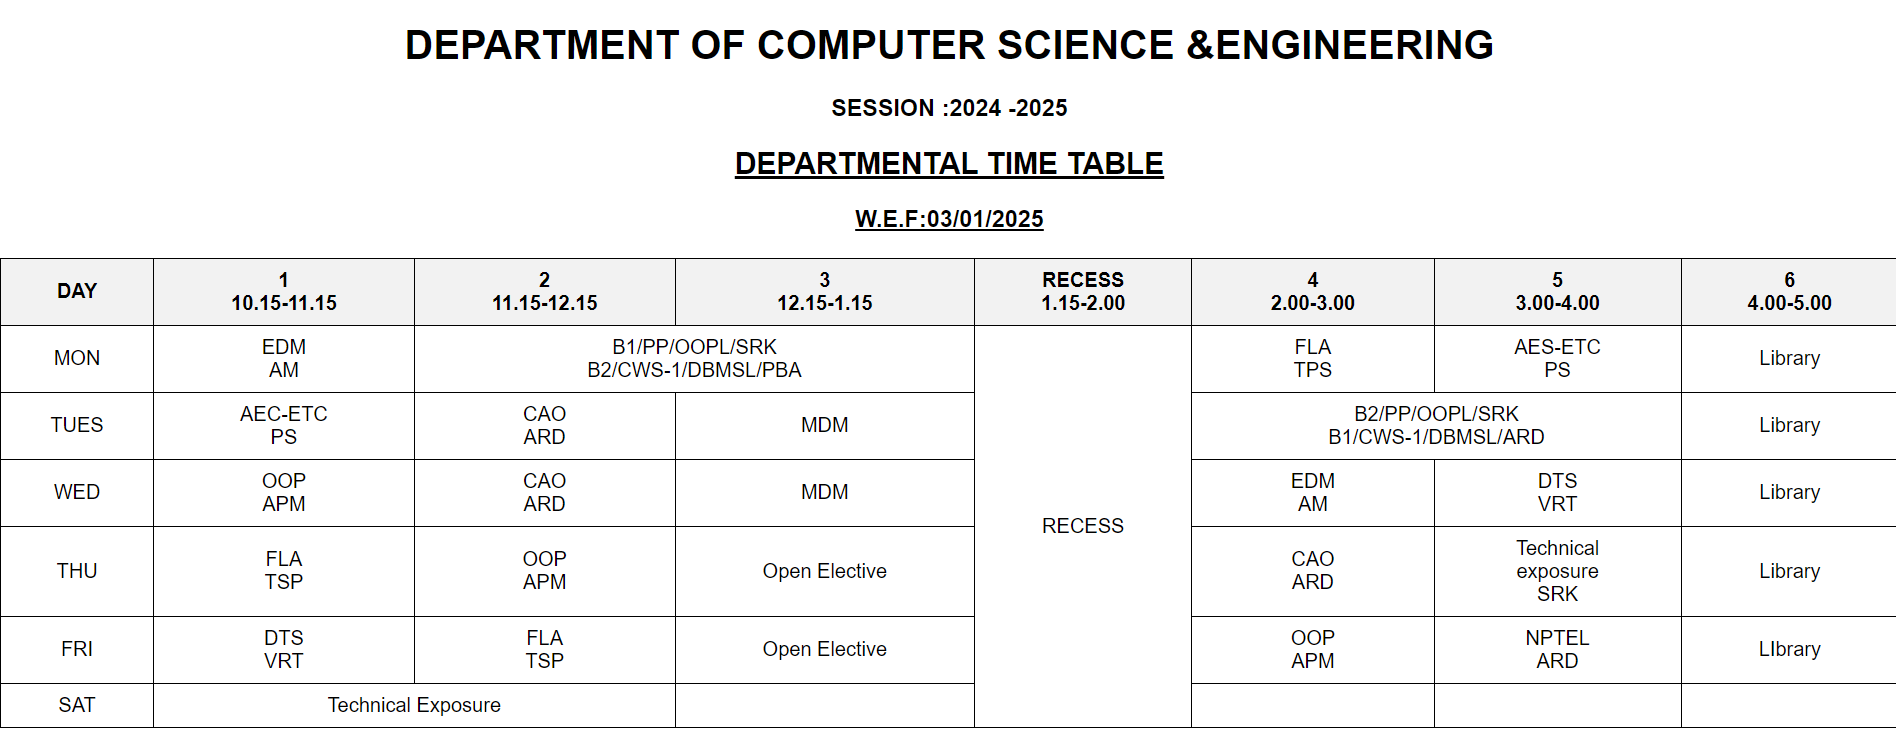 DEPARTMENT OF COMPUTER SCIENCE &ENGINEERING
SESSION :2024 -2025
DEPARTMENTAL TIME TABLE
W.E.F:03/01/2025
DAY
1
10.15-11.15
2
11.15-12.15
3
12.15-1.15
RECESS
1.15-2.00
4
2.00-3.00
5
3.00-4.00
6
4.00-5.00
MON
EDM
AM
B1/PP/OOPL/SRK
B2/CWS-1/DBMSL/PBA
RECESS
FLA
TPS
AES-ETC
PS
Library
TUES
AEC-ETC
PS
CAO
ARD
MDM
B2/PP/OOPL/SRK
B1/CWS-1/DBMSL/ARD
Library
WED
OOP
APM
CAO
ARD
MDM
EDM
AM
DTS
VRT
Library
THU
FLA
TSP
OOP
APM
Open Elective
CAO
ARD
Technical
exposure
SRK
Library
FRI
DTS
VRT
FLA
TSP
Open Elective
OOP
APM
NPTEL
ARD
LIbrary
SAT
Technical Exposure